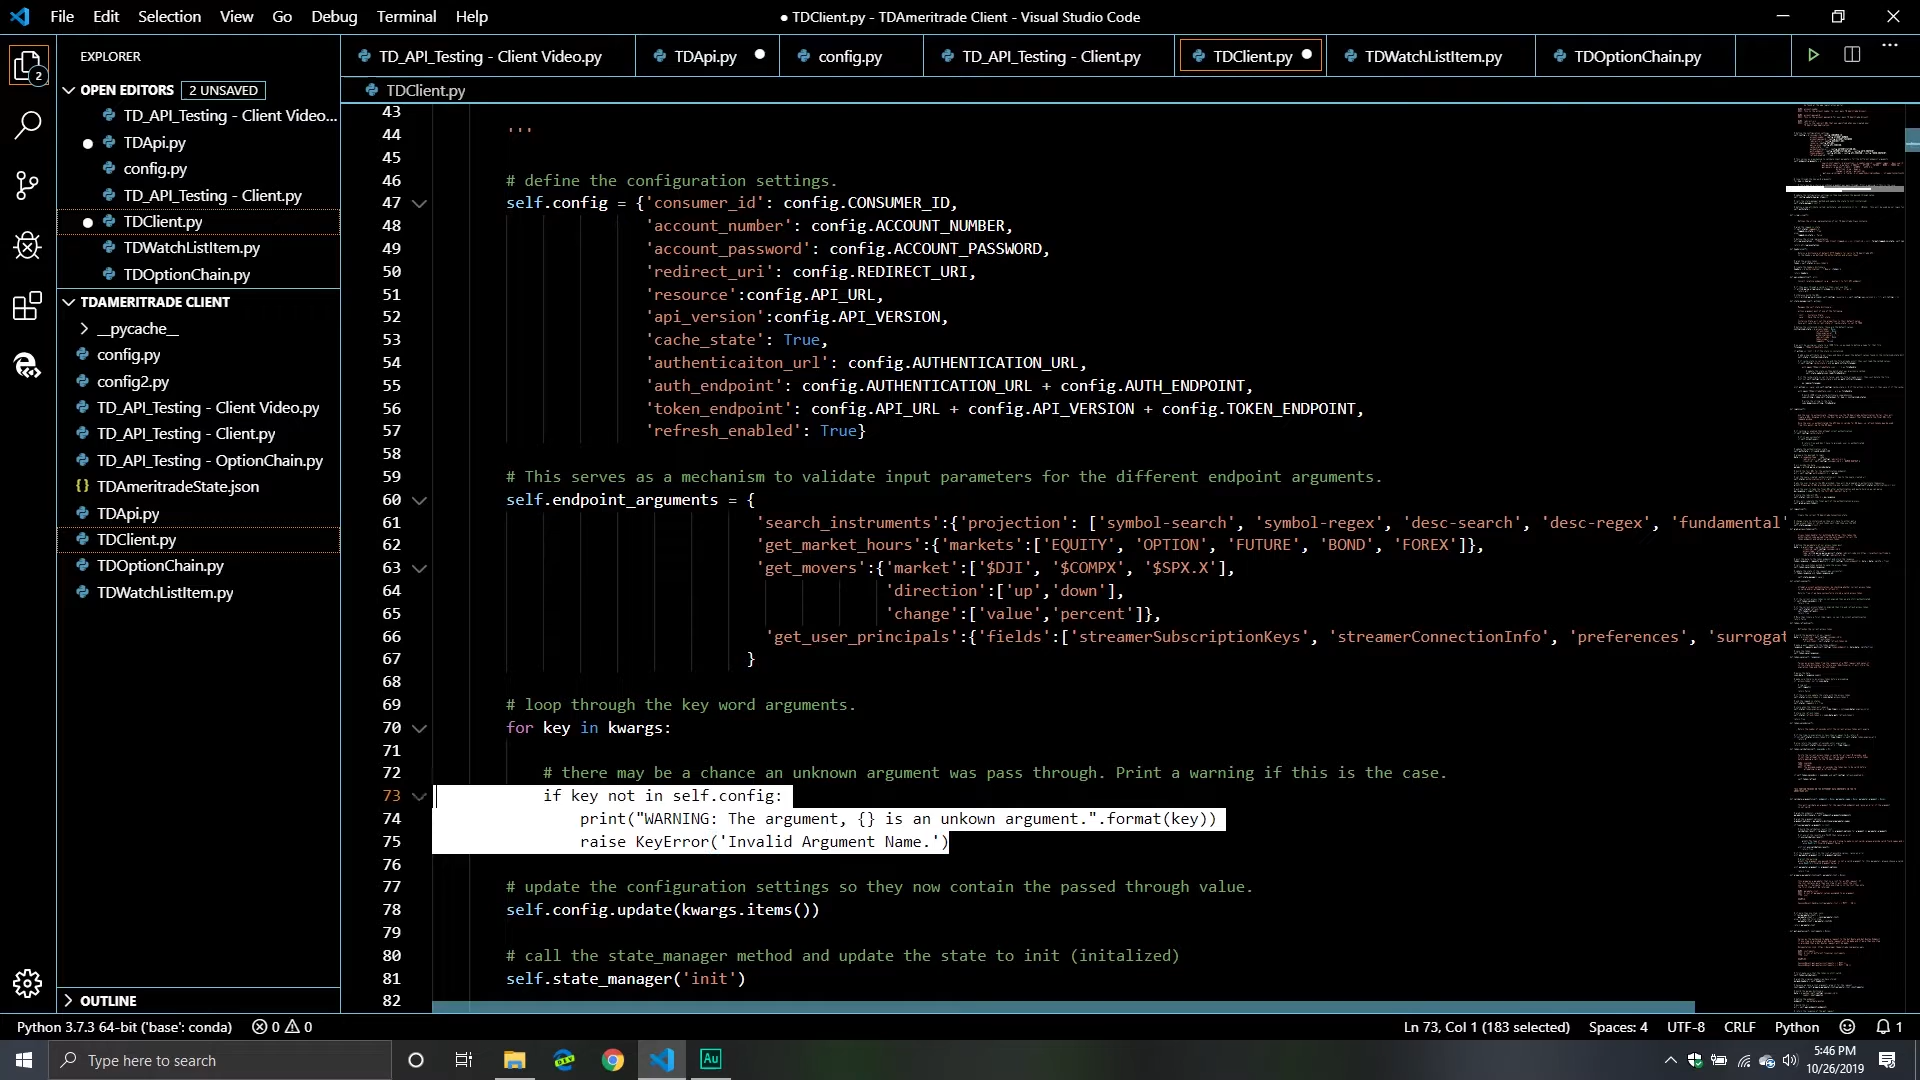 File Edit Selection View Go Debug Terminal Help
● TDClient.py - TDAmeritrade Client - Visual Studio Code
2
EXPLORER
TD_API_Testing - Client Video.py
TDApi.py
config.py
TD_API_Testing - Client.py
TDClient.py
TDWatchListItem.py
TDOptionChain.py
OPEN EDITORS 2 UNSAVED
TD_API_Testing - Client Video...
TDApi.py
config.py
TD_API_Testing - Client.py
TDClient.py
TDWatchListItem.py
TDOptionChain.py
TDAMERITRADE CLIENT
__pycache__
config.py
config2.py
TD_API_Testing - Client Video.py
TD_API_Testing - Client.py
TD_API_Testing - OptionChain.py
{} TDAmeritradeState.json
TDApi.py
TDClient.py
TDOptionChain.py
TDWatchListItem.py
OUTLINE
TDClient.py
43
44 '''
45
46 # define the configuration settings.
47 self.config = {'consumer_id': config.CONSUMER_ID,
48 'account_number': config.ACCOUNT_NUMBER,
49 'account_password': config.ACCOUNT_PASSWORD,
50 'redirect_uri': config.REDIRECT_URI,
51 'resource':config.API_URL,
52 'api_version':config.API_VERSION,
53 'cache_state': True,
54 'authenticaiton_url': config.AUTHENTICATION_URL,
55 'auth_endpoint': config.AUTHENTICATION_URL + config.AUTH_ENDPOINT,
56 'token_endpoint': config.API_URL + config.API_VERSION + config.TOKEN_ENDPOINT,
57 'refresh_enabled': True}
58
59 # This serves as a mechanism to validate input parameters for the different endpoint arguments.
60 self.endpoint_arguments = {
61 'search_instruments':{'projection': ['symbol-search', 'symbol-regex', 'desc-search', 'desc-regex', 'fundamental'
62 'get_market_hours':{'markets':['EQUITY', 'OPTION', 'FUTURE', 'BOND', 'FOREX']},
63 'get_movers':{'market':['$DJI', '$COMPX', '$SPX.X'],
64 'direction':['up','down'],
65 'change':['value','percent']},
66 'get_user_principals':{'fields':['streamerSubscriptionKeys', 'streamerConnectionInfo', 'preferences', 'surrogat
67 }
68
69 # loop through the key word arguments.
70 for key in kwargs:
71
72 # there may be a chance an unknown argument was pass through. Print a warning if this is the case.
73 if key not in self.config:
74 print("WARNING: The argument, {} is an unkown argument.".format(key))
75 raise KeyError('Invalid Argument Name.')
76
77 # update the configuration settings so they now contain the passed through value.
78 self.config.update(kwargs.items())
79
80 # call the state_manager method and update the state to init (initalized)
81 self.state_manager('init')
82
Python 3.7.3 64-bit ('base': conda) 0 0 Ln 73, Col 1 (183 selected) Spaces: 4 UTF-8 CRLF Python 1
Type here to search
Au
5:46 PM
10/26/2019